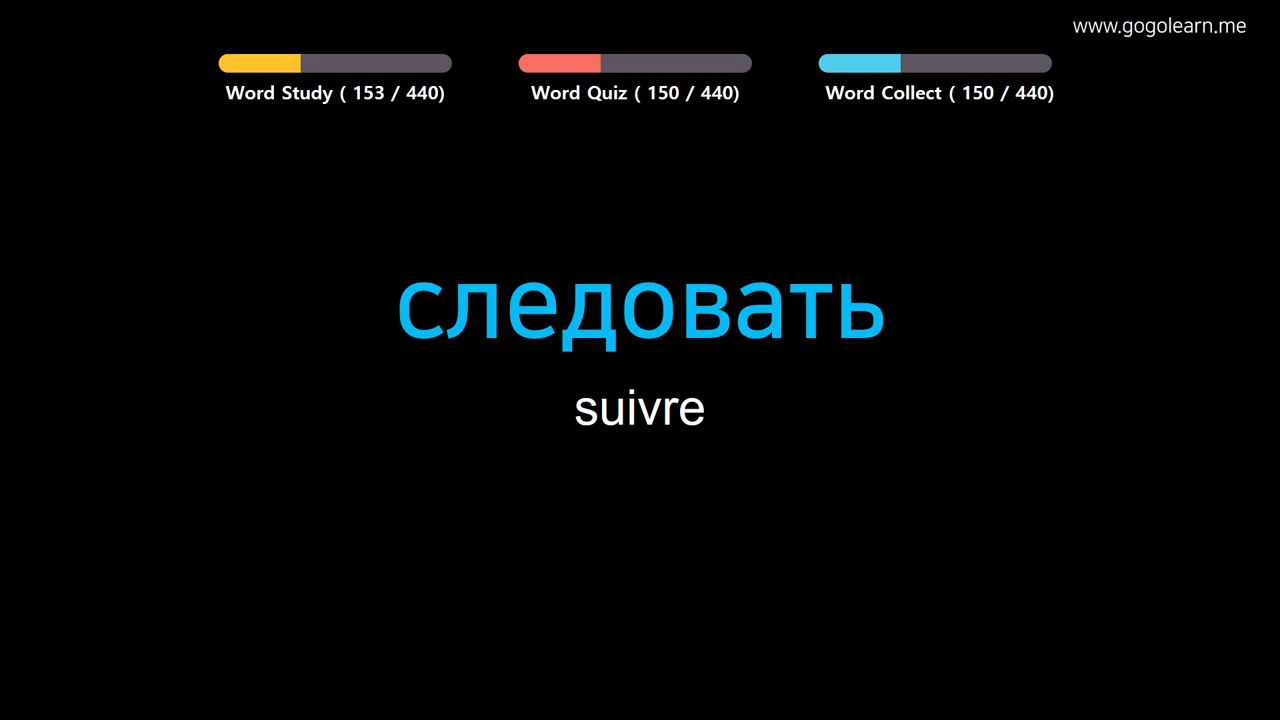 www.gogolearn.me
Word Study ( 153 / 440)
Word Quiz ( 150 / 440)
Word Collect ( 150 / 440)
следовать
suivre